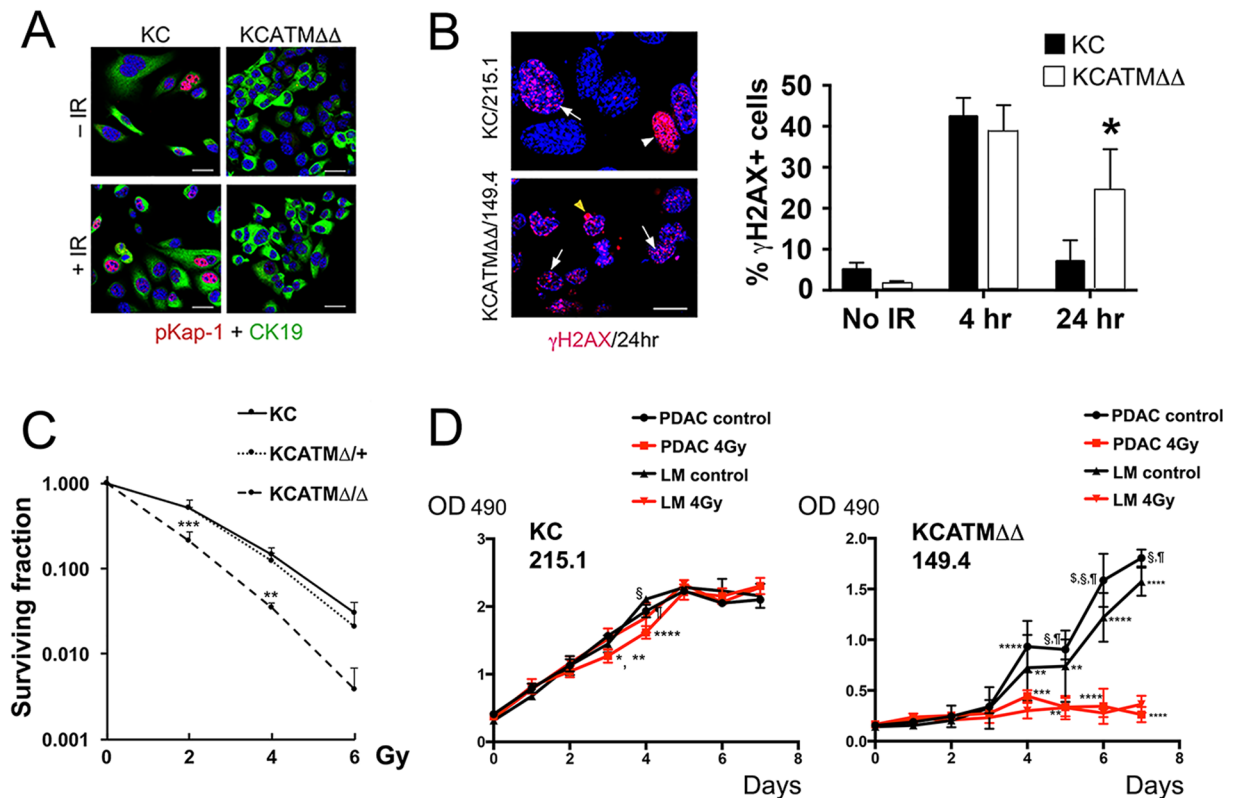 A
KC
KCATMΔΔ
– IR
+ IR
pKap-1 + CK19
B
KC/215.1
KCATMΔΔ/149.4
γH2AX/24hr
KC
KCATMΔΔ
% γH2AX+ cells
50
40
30
20
10
0
*
No IR
4 hr
24 hr
C
KC
KCATMΔ/+
KCATMΔ/Δ
Surviving fraction
1.000
0.100
0.010
0.001
***
**
0
2
4
6
Gy
D
PDAC control
PDAC 4Gy
LM control
LM 4Gy
OD 490
KC
215.1
3
2
1
0
§
¶
****
*, **
0
2
4
6
8
Days
PDAC control
PDAC 4Gy
LM control
LM 4Gy
OD 490
KCATMΔΔ
149.4
2.0
1.5
1.0
0.5
0.0
§,¶
$,§,¶
****
§,¶
****
****
**
**
***
****
**
****
0
2
4
6
8
Days